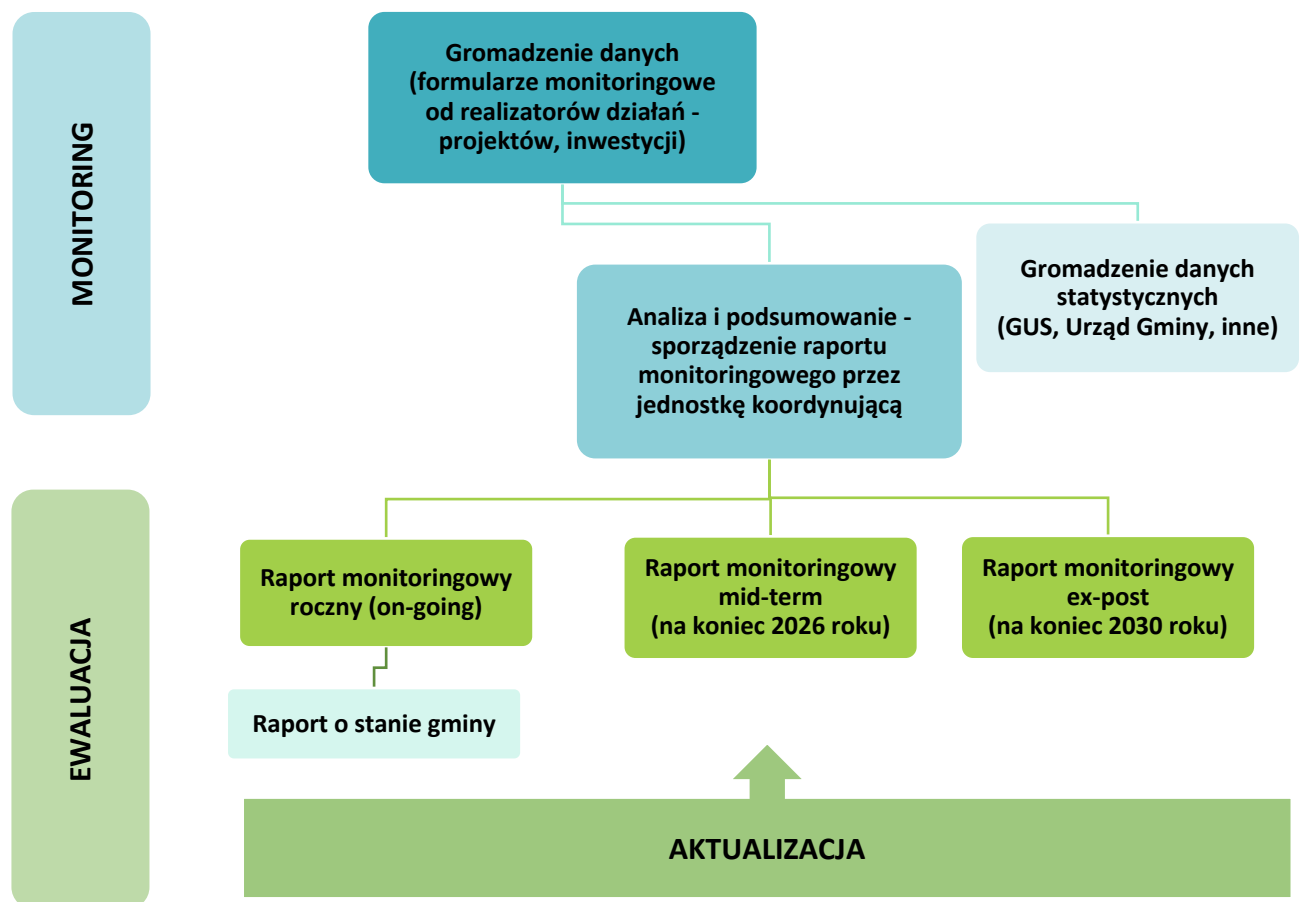 MONITORING
Gromadzenie danych
(formularze monitoringowe
od realizatorów działań -
projektów, inwestycji)
Gromadzenie danych
statystycznych
(GUS, Urząd Gminy, inne)
Analiza i podsumowanie -
sporządzenie raportu
monitoringowego przez
jednostkę koordynującą
EWALUACJA
Raport monitoringowy
roczny (on-going)
Raport monitoringowy
mid-term
(na koniec 2026 roku)
Raport monitoringowy
ex-post
(na koniec 2030 roku)
Raport o stanie gminy
AKTUALIZACJA